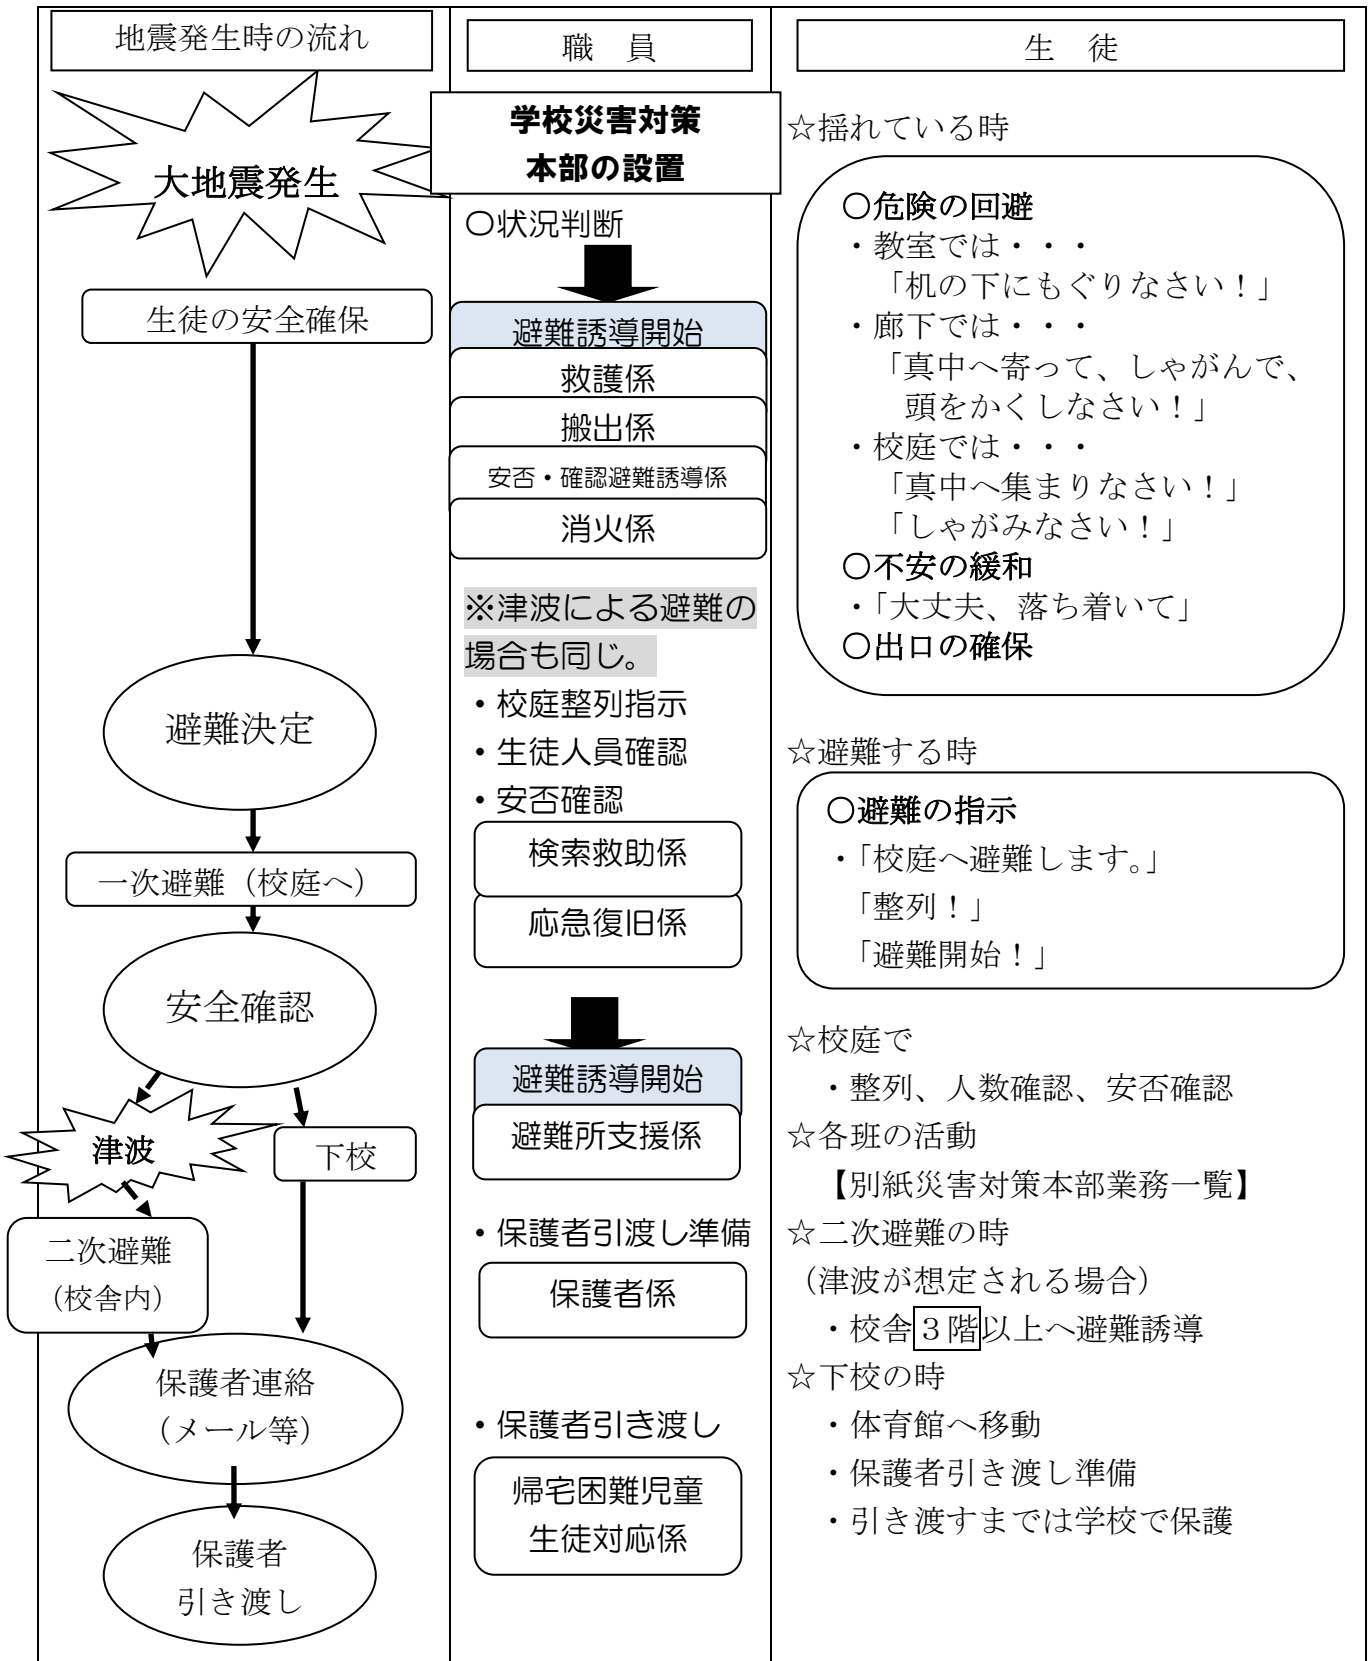 地震発生時の流れ
大地震発生
生徒の安全確保
避難決定
一次避難（校庭へ）
安全確認
津波
下校
二次避難
（校舎内）
保護者連絡
（メール等）
保護者
引き渡し
職　員
学校災害対策
本部の設置
○状況判断
避難誘導開始
救護係
搬出係
安否・確認避難誘導係
消火係
※津波による避難の
場合も同じ。
・校庭整列指示
・生徒人員確認
・安否確認
検索救助係
応急復旧係
避難誘導開始
避難所支援係
・保護者引渡し準備
保護者係
・保護者引き渡し
帰宅困難児童
生徒対応係
生　徒
☆揺れている時
○危険の回避
・教室では・・・
「机の下にもぐりなさい！」
・廊下では・・・
「真中へ寄って、しゃがんで、
頭をかくしなさい！」
・校庭では・・・
「真中へ集まりなさい！」
「しゃがみなさい！」
○不安の緩和
・「大丈夫、落ち着いて」
○出口の確保
☆避難する時
○避難の指示
・「校庭へ避難します。」
「整列！」
「避難開始！」
☆校庭で
・整列、人数確認、安否確認
☆各班の活動
【別紙災害対策本部業務一覧】
☆二次避難の時
（津波が想定される場合）
・校舎３階以上へ避難誘導
☆下校の時
・体育館へ移動
・保護者引き渡し準備
・引き渡すまでは学校で保護